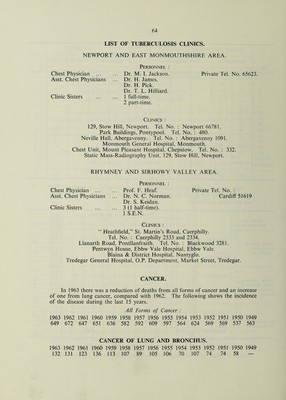 64
LIST OF TUBERCULOSIS CLINICS.
NEWPORT AND EAST MONMOUTHSHIRE AREA.
PERSONNEL :
Chest Physician ... ... Dr. M. I. Jackson. Private Tel. No. 65623.
Asst. Chest Physicians ... Dr. H. James.
Dr. H. Pick.
Dr. T. L. Hilliard.
Clinic Sisters ... ... 1 full-time.
2 part-time.
CLINICS :
129, Stow Hill, Newport. Tel. No. : Newport 66781.
Park Buildings, Pontypool. Tel. No. : 480.
Neville Hall, Abergavenny. Tel. No. : Abergavenny 1091.
Monmouth General Hospital, Monmouth.
Chest Unit, Mount Pleasant Hospital, Chepstow. Tel. No. : 332.
Static Mass-Radiography Unit, 129, Stow Hill, Newport.
RHYMNEY AND SIRHOWY VALLEY AREA.
PERSONNEL :
Chest Physician ... ... Prof. F. Heaf. Private Tel. No. :
Asst. Chest Physicians ... Dr. N. C. Norman. Cardiff 51619
Dr. S. Keidan.
Clinic Sisters ... ... 3 (1 half-time).
1 S.E.N.
CLINICS :
" Heathfield," St. Martin's Road, Caerphilly.
Tel. No. : Caerphilly 2333 and 2334.
Llanarth Road, Pontllanfraith. Tel. No. : Blackwood 3281.
Pentwyn House, Ebbw Vale Hospital, Ebbw Vale.
Blaina & District Hospital, Nantyglo.
Tredegar General Hospital, O.P. Department, Market Street, Tredegar.
CANCER.
In 1963 there was a reduction of deaths from all forms of cancer and an increase
of one from lung cancer, compared with 1962. The following shows the incidence
of the disease during the last 15 years.
All Forms of Cancer :
1963 1962 1961 1960 1959 1958 1957 1956 1955 1954 1953 1952 1951 1950 1949
649 672 647 651 636 582 592 609 597 564 624 569 569 537 563
CANCER OF LUNG AND BRONCHUS.
1963 1962 1961 1960 1959 1958 1957 1956 1955 1954 1953 1952 1951 1950 1949
132 131 123 136 113 107 89 105 106 70 107 74 74 58 —